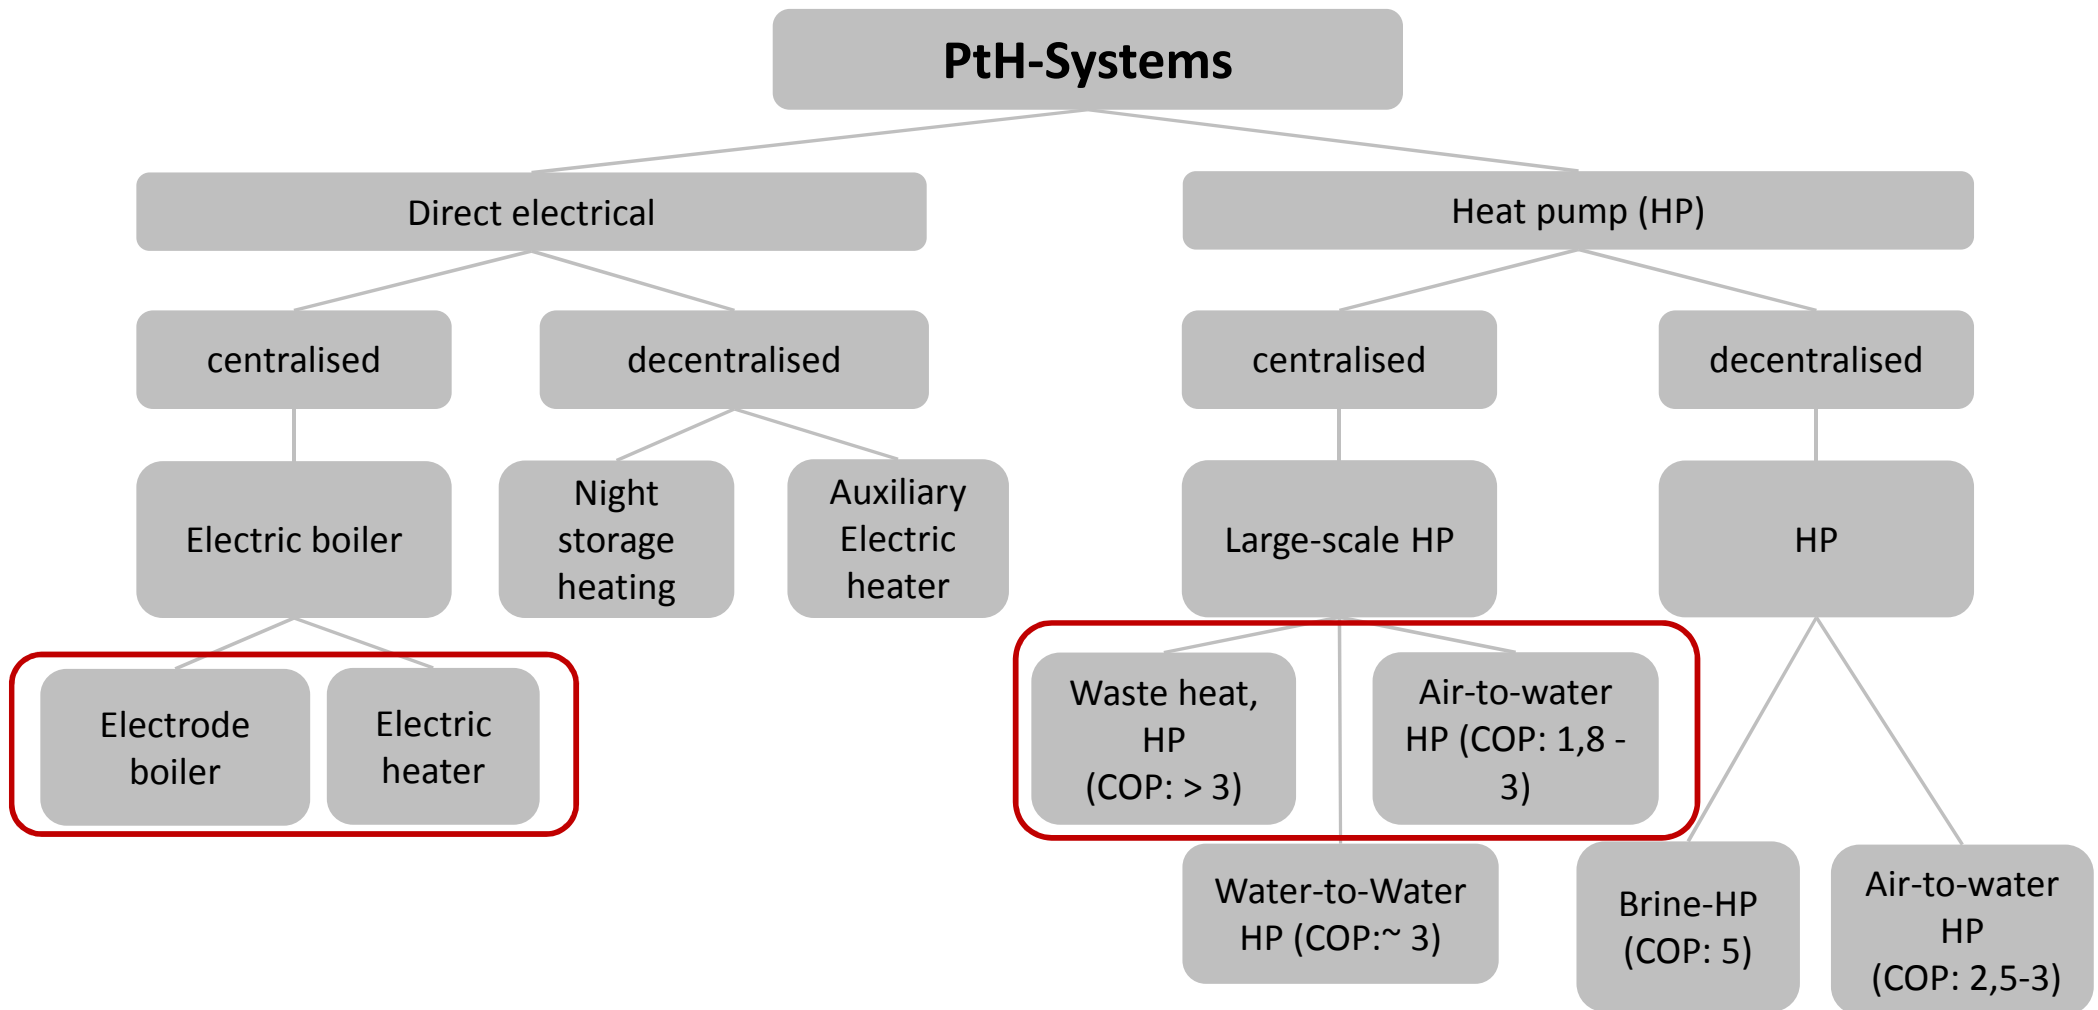 PtH-Systems
Direct electrical
Heat pump (HP)
centralised
decentralised
centralised
decentralised
Electric boiler
Night
storage
heating
Auxiliary
Electric
heater
Large-scale HP
HP
Electrode
boiler
Electric
heater
Waste heat,
HP
(COP: > 3)
Air-to-water
HP (COP: 1,8 -
3)
Water-to-Water
HP (COP:~ 3)
Brine-HP
(COP: 5)
Air-to-water
HP
(COP: 2,5-3)